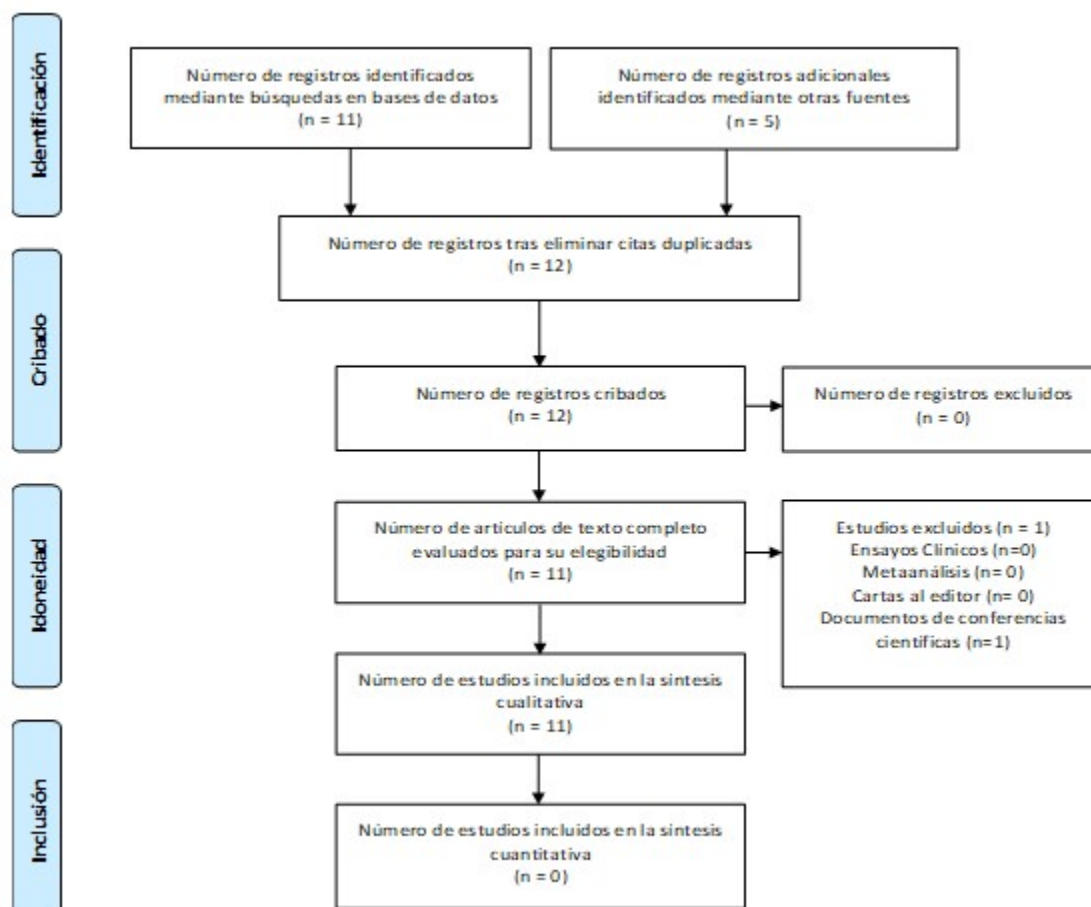 Identificación
Número de registros identificados
mediante búsquedas en bases de datos
(n = 11)
Número de registros adicionales
identificados mediante otras fuentes
(n = 5)
Número de registros tras eliminar citas duplicadas
(n = 12)
Cribado
Número de registros cribados
(n = 12)
Número de registros excluidos
(n = 0)
Idoneidad
Número de artículos de texto completo
evaluados para su elegibilidad
(n = 11)
Estudios excluidos (n = 1)
Ensayos Clínicos (n=0)
Metaanálisis (n= 0)
Cartas al editor (n= 0)
Documentos de conferencias
científicas (n=1)
Número de estudios incluidos en la síntesis
cualitativa
(n = 11)
Inclusión
Número de estudios incluidos en la síntesis
cuantitativa
(n = 0)